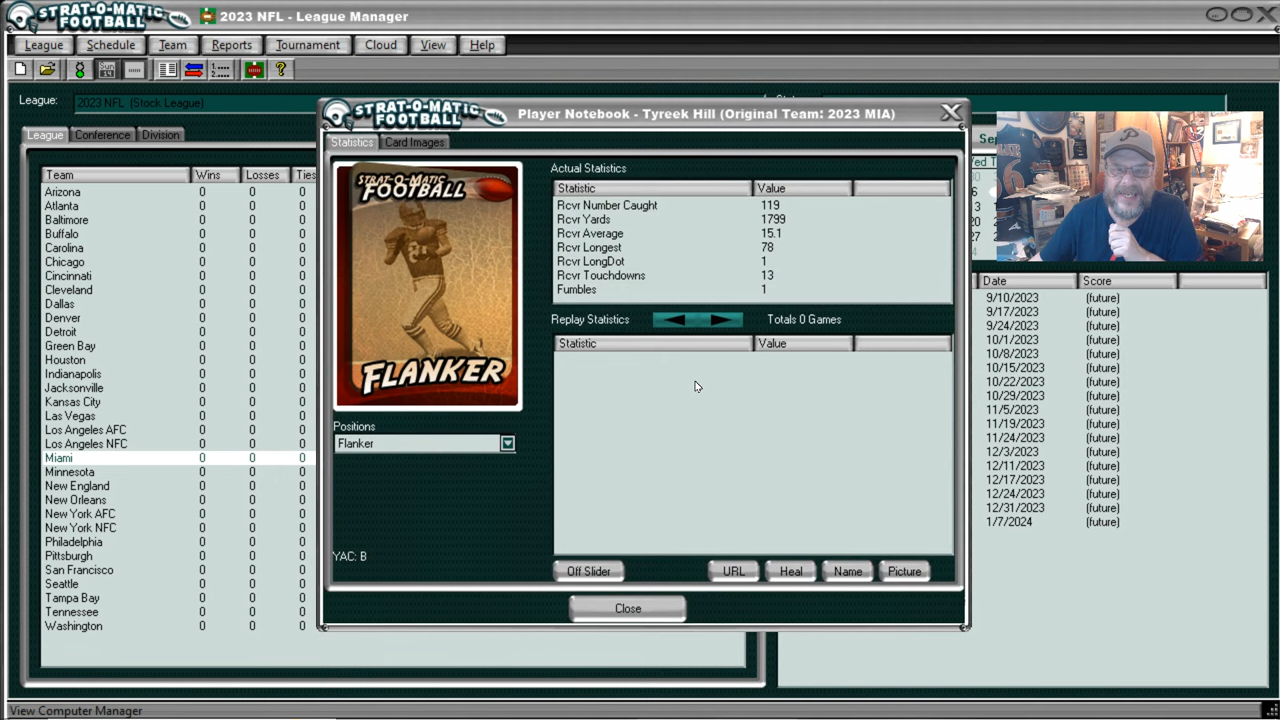 STRAT-O-MATIC FOOTBALL 2023 NFL - League Manager
League Schedule Team Reports Tournament Cloud View Help
Sun 14
League: 2023 NFL (Stock League)
League Conference Division
Team Wins Losses Ties
Arizona 0 0 0
Atlanta 0 0 0
Baltimore 0 0 0
Buffalo 0 0 0
Carolina 0 0 0
Chicago 0 0 0
Cincinnati 0 0 0
Cleveland 0 0 0
Dallas 0 0 0
Denver 0 0 0
Detroit 0 0 0
Green Bay 0 0 0
Houston 0 0 0
Indianapolis 0 0 0
Jacksonville 0 0 0
Kansas City 0 0 0
Las Vegas 0 0 0
Los Angeles AFC 0 0 0
Los Angeles NFC 0 0 0
Miami 0 0 0
Minnesota 0 0 0
New England 0 0 0
New Orleans 0 0 0
New York AFC 0 0 0
New York NFC 0 0 0
Philadelphia 0 0 0
Pittsburgh 0 0 0
San Francisco 0 0 0
Seattle 0 0 0
Tampa Bay 0 0 0
Tennessee 0 0 0
Washington 0 0 0
STRAT-O-MATIC FOOTBALL Player Notebook - Tyreek Hill (Original Team: 2023 MIA)
Statistics Card Images
STRAT-O-MATIC
FOOTBALL
FLANKER
Positions
Flanker
YAC: B
Actual Statistics
Statistic Value
Rcvr Number Caught 119
Rcvr Yards 1799
Rcvr Average 15.1
Rcvr Longest 78
Rcvr LongDot 1
Rcvr Touchdowns 13
Fumbles 1
Replay Statistics Totals 0 Games
Statistic Value
Off Slider URL Heal Name Picture
Close
Date Score
9/10/2023 (future)
9/17/2023 (future)
9/24/2023 (future)
10/1/2023 (future)
10/8/2023 (future)
10/15/2023 (future)
10/22/2023 (future)
10/29/2023 (future)
11/5/2023 (future)
11/19/2023 (future)
11/24/2023 (future)
12/3/2023 (future)
12/11/2023 (future)
12/17/2023 (future)
12/24/2023 (future)
12/31/2023 (future)
1/7/2024 (future)
View Computer Manager